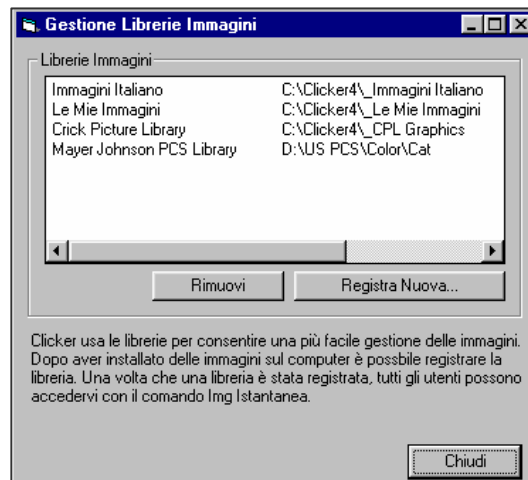 Gestione Librerie Immagini
Librerie Immagini
Immagini Italiano C:\Clicker4\_Immagini Italiano
Le Mie Immagini C:\Clicker4\_Le Mie Immagini
Crick Picture Library C:\Clicker4\_CPL Graphics
Mayer Johnson PCS Library D:\US PCS\Color\Cat
Rimuovi Registra Nuova...
Clicker usa le librerie per consentire una più facile gestione delle immagini.
Dopo aver installato delle immagini sul computer è possbile registrare la
libreria. Una volta che una libreria è stata registrata, tutti gli utenti possono
accedervi con il comando Img Istantanea.
Chiudi